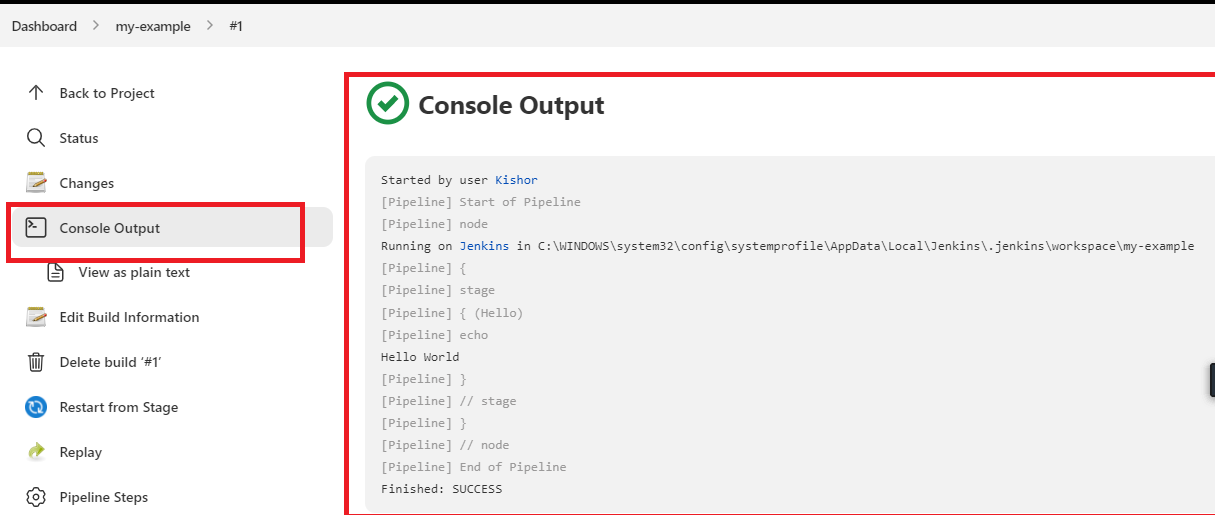 Dashboard > my-example > #1
Back to Project
Status
Changes
Console Output
View as plain text
Edit Build Information
Delete build ‘#1’
Restart from Stage
Replay
Pipeline Steps
Console Output
Started by user Kishor
[Pipeline] Start of Pipeline
[Pipeline] node
Running on Jenkins in C:\WINDOWS\system32\config\systemprofile\AppData\Local\Jenkins\.jenkins\workspace\my-example
[Pipeline] {
[Pipeline] stage
[Pipeline] { (Hello)
[Pipeline] echo
Hello World
[Pipeline] }
[Pipeline] // stage
[Pipeline] }
[Pipeline] // node
[Pipeline] End of Pipeline
Finished: SUCCESS